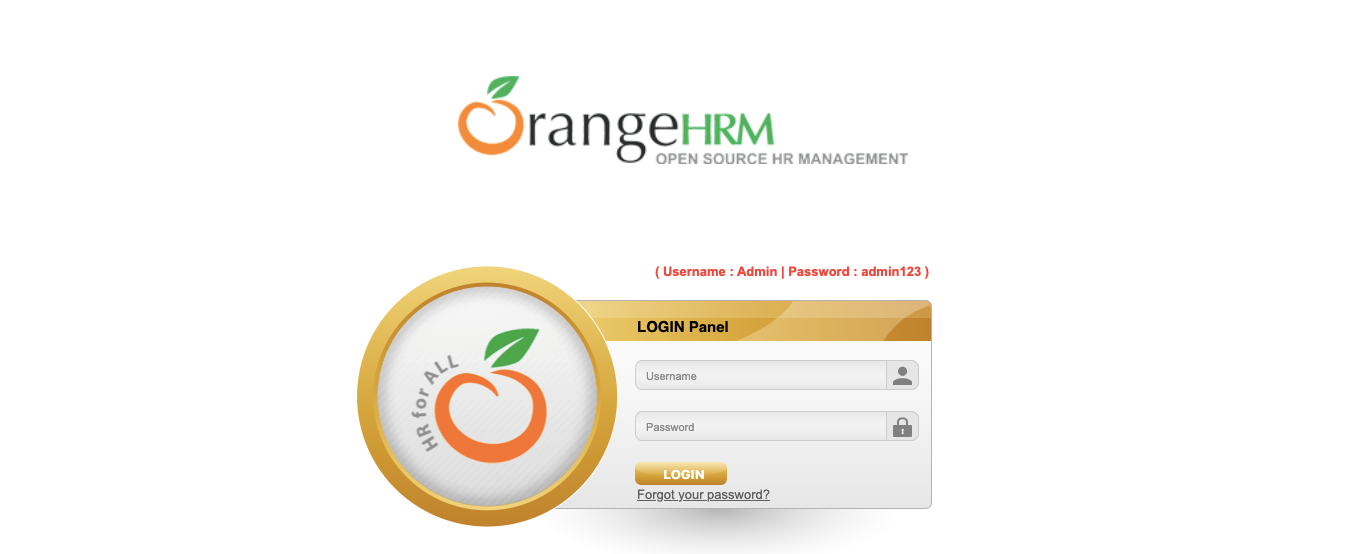 OrangeHRM
OPEN SOURCE HR MANAGEMENT
( Username : Admin | Password : admin123 )
LOGIN Panel
HR for ALL
Username
Password
LOGIN
Forgot your password?